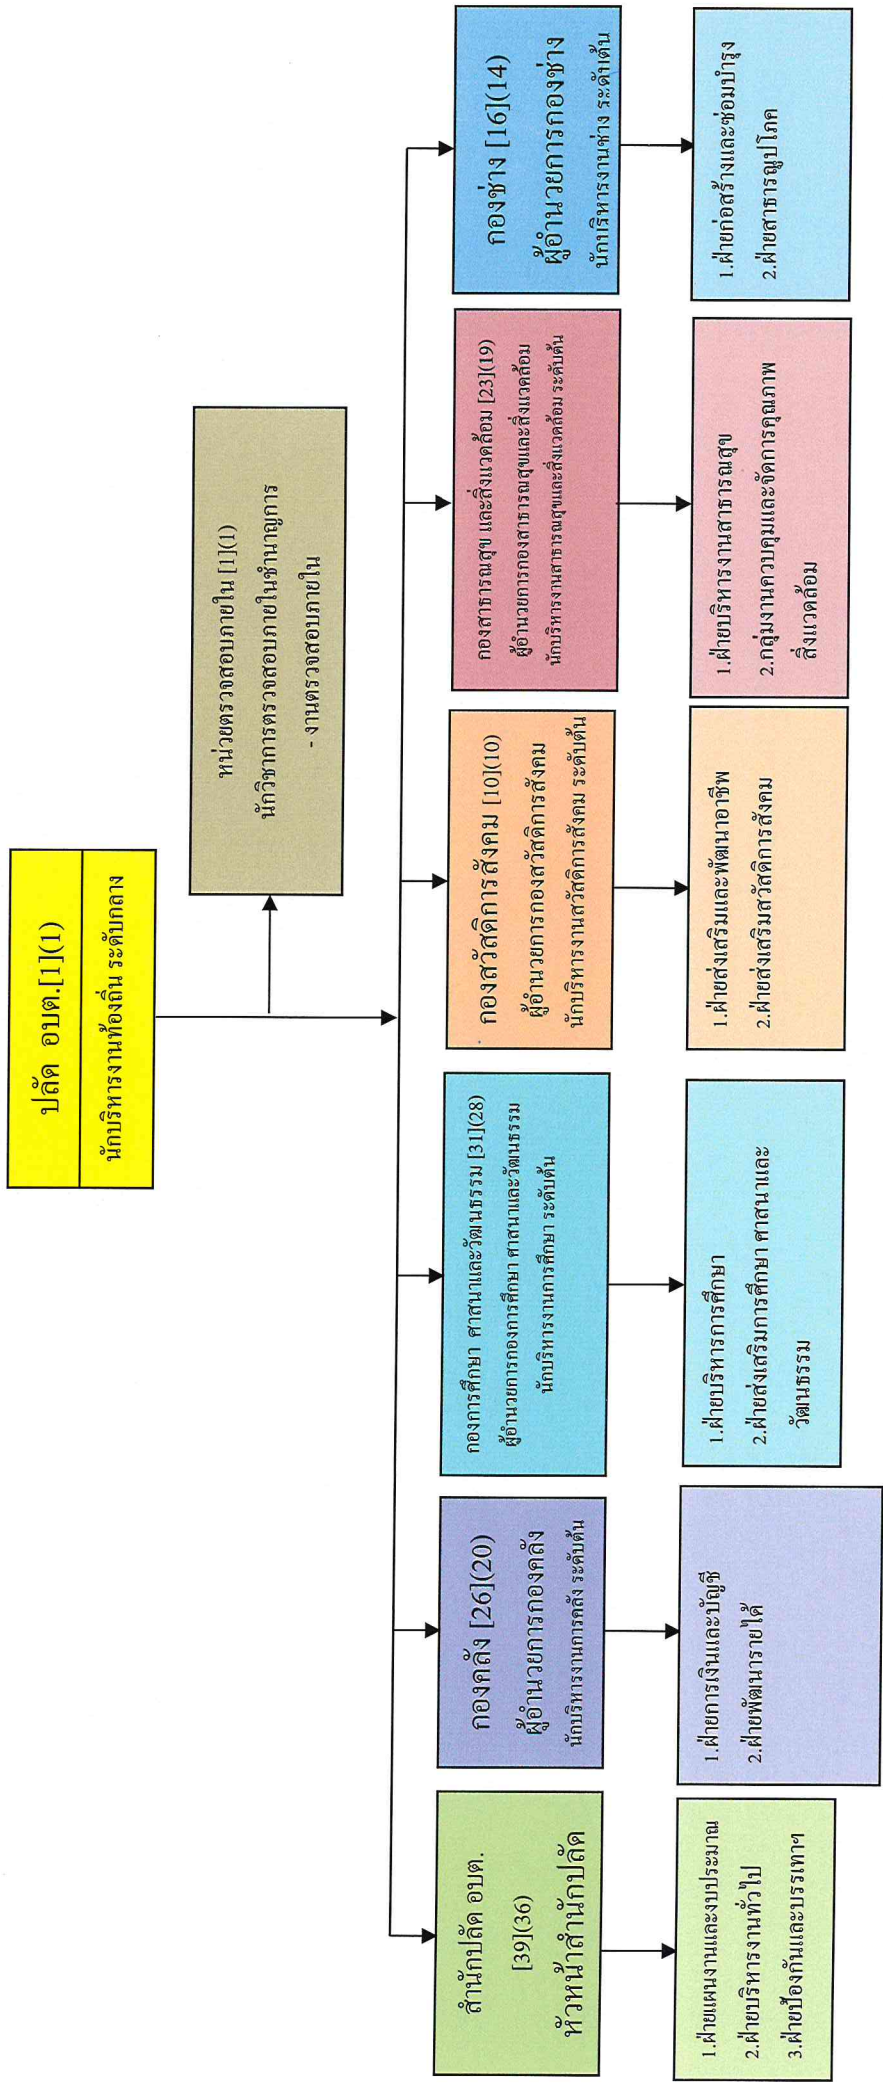 ปลัด อบต.[1](1)
นักบริหารงานท้องถิ่น ระดับกลาง
หน่วยตรวจสอบภายใน [1](1)
นักวิชาการตรวจสอบภายในชำนาญการ
- งานตรวจสอบภายใน
สำนักปลัด อบต.
[39](36)
หัวหน้าสำนักปลัด
1.ฝ่ายแผนงานและงบประมาณ
2.ฝ่ายบริหารงานทั่วไป
3.ฝ่ายป้องกันและบรรเทาฯ
กองคลัง [26](20)
ผู้อำนวยการกองคลัง
นักบริหารงานการคลัง ระดับต้น
1.ฝ่ายการเงินและบัญชี
2.ฝ่ายพัฒนารายได้
กองการศึกษา ศาสนาและวัฒนธรรม [31](28)
ผู้อำนวยการกองการศึกษา ศาสนาและวัฒนธรรม
นักบริหารงานการศึกษา ระดับต้น
1.ฝ่ายบริหารการศึกษา
2.ฝ่ายส่งเสริมการศึกษา ศาสนาและ
วัฒนธรรม
กองสวัสดิการสังคม [10](10)
ผู้อำนวยการกองสวัสดิการสังคม
นักบริหารงานสวัสดิการสังคม ระดับต้น
1.ฝ่ายส่งเสริมและพัฒนาอาชีพ
2.ฝ่ายส่งเสริมสวัสดิการสังคม
กองสาธารณสุข และสิ่งแวดล้อม [23](19)
ผู้อำนวยการกองสาธารณสุขและสิ่งแวดล้อม
นักบริหารงานสาธารณสุขและสิ่งแวดล้อม ระดับต้น
1.ฝ่ายบริหารงานสาธารณสุข
2.กลุ่มงานควบคุมและจัดการคุณภาพ
สิ่งแวดล้อม
กองช่าง [16](14)
ผู้อำนวยการกองช่าง
นักบริหารงานช่าง ระดับต้น
1.ฝ่ายก่อสร้างและซ่อมบำรุง
2.ฝ่ายสาธารณูปโภค